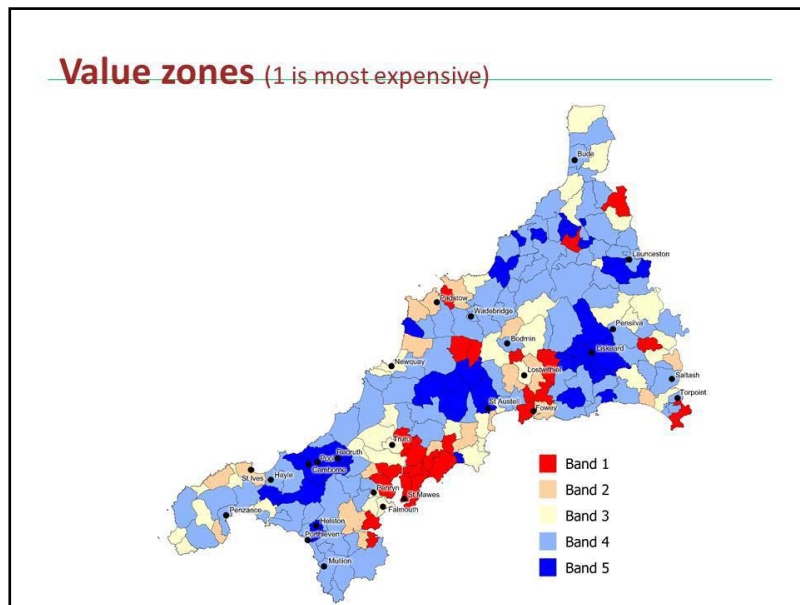 Value zones (1 is most expensive)
Bude
Launceston
Padstow
Wadebridge
Pensilva
Bodmin
Liskeard
Newquay
Lostwithiel
Saltash
Torpoint
St Austell
Fowey
Truro
Redruth
Pool
Camborne
St Ives
Hayle
Penryn
St Mawes
Falmouth
Penzance
Helston
Porthleven
Mullion
Band 1
Band 2
Band 3
Band 4
Band 5